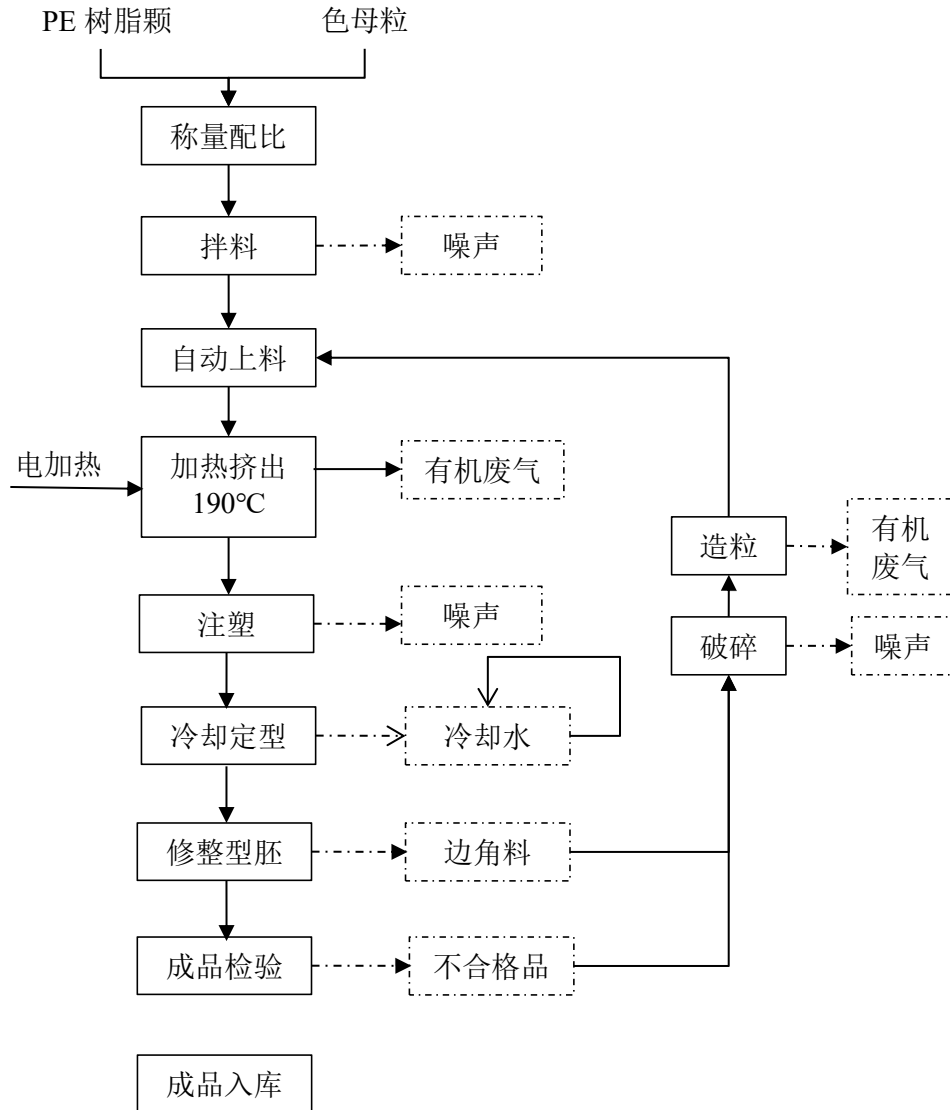 PE 树脂颗
色母粒
称量配比
拌料
噪声
自动上料
电加热
加热挤出
190℃
有机废气
造粒
有机
废气
注塑
噪声
破碎
噪声
冷却定型
冷却水
修整型胚
边角料
成品检验
不合格品
成品入库